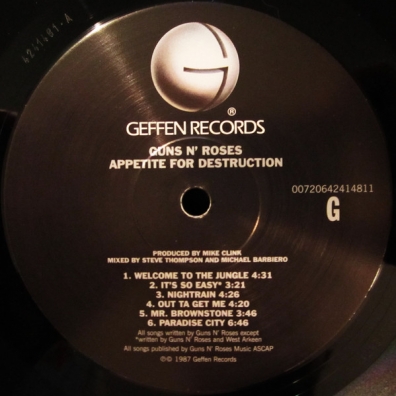 4241481-A
®
GEFFEN RECORDS
GUNS N' ROSES
APPETITE FOR DESTRUCTION
00720642414811
G
PRODUCED BY MIKE CLINK
MIXED BY STEVE THOMPSON AND MICHAEL BARBIERO
1. WELCOME TO THE JUNGLE 4:31
2. IT'S SO EASY* 3:21
3. NIGHTRAIN 4:26
4. OUT TA GET ME 4:20
5. MR. BROWNSTONE 3:46
6. PARADISE CITY 6:46
All songs written by Guns N' Roses except
*written by Guns N' Roses and West Arkeen
All songs published by Guns N' Roses Music ASCAP
℗© 1987 Geffen Records